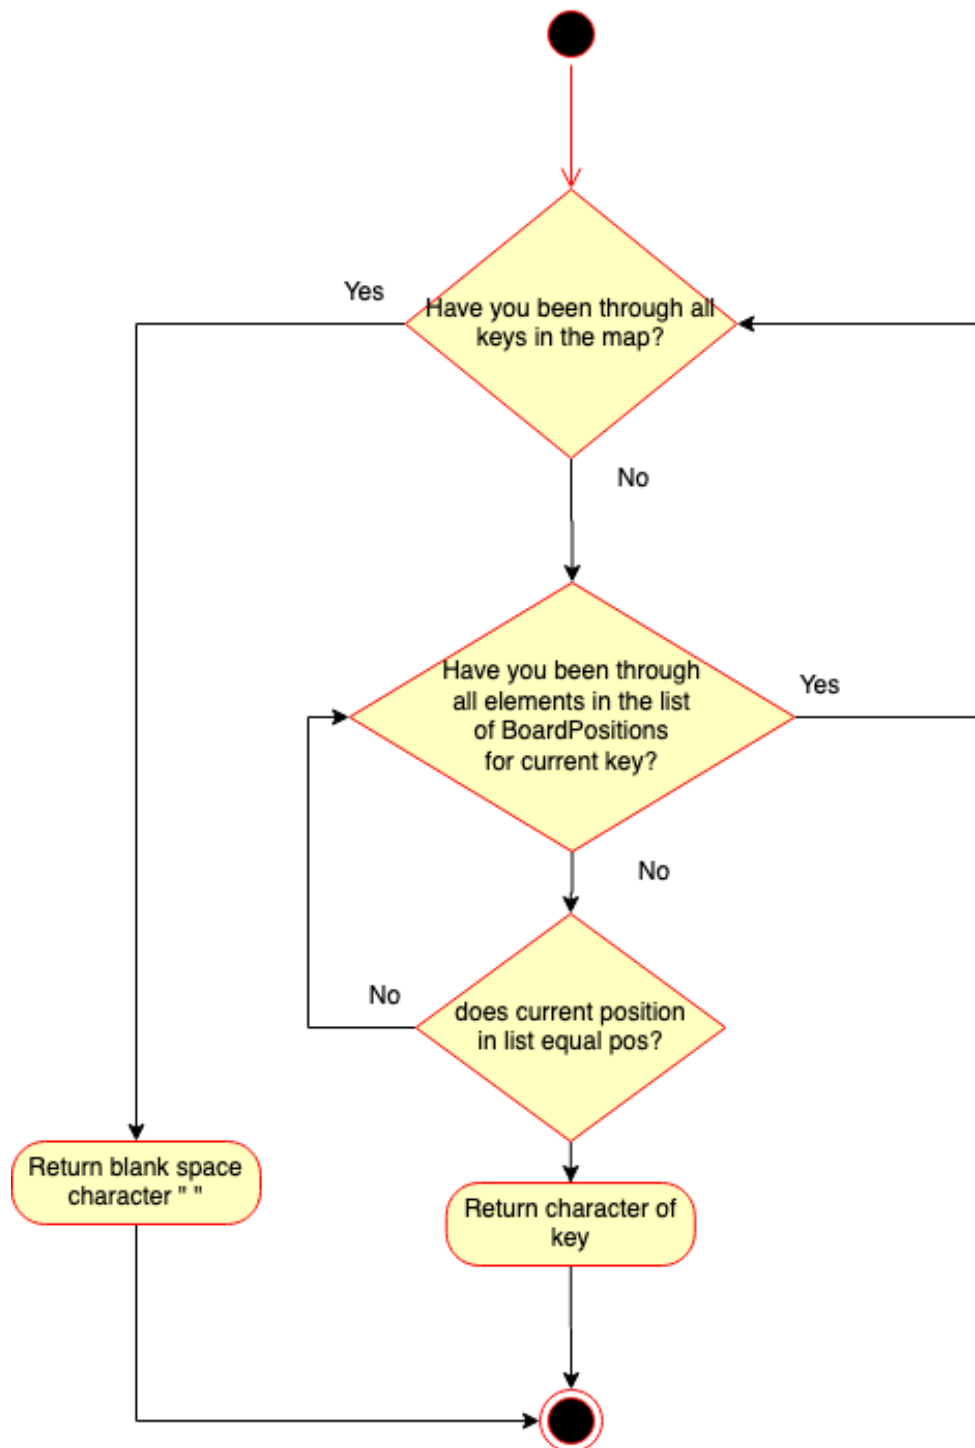 Yes
Have you been through all
keys in the map?
No
Have you been through
all elements in the list
of BoardPositions
for current key?
Yes
No
No
does current position
in list equal pos?
Return blank space
character " "
Return character of
key